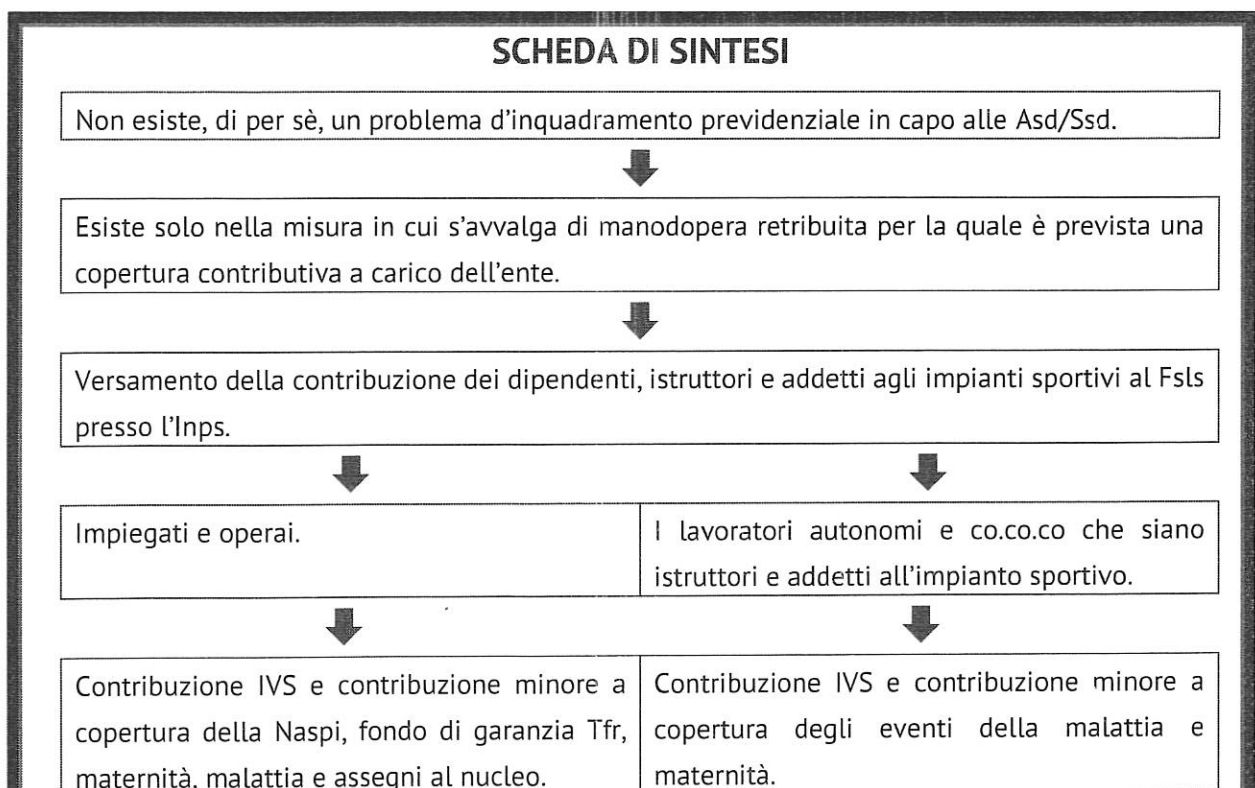 SCHEDA DI SINTESI
Non esiste, di per sè, un problema d'inquadramento previdenziale in capo alle Asd/Ssd.
Esiste solo nella misura in cui s'avvalga di manodopera retribuita per la quale è prevista una
copertura contributiva a carico dell'ente.
Versamento della contribuzione dei dipendenti, istruttori e addetti agli impianti sportivi al Fsls
presso l'Inps.
Impiegati e operai.
I lavoratori autonomi e co.co.co che siano
istruttori e addetti all'impianto sportivo.
Contribuzione IVS e contribuzione minore a
copertura della Naspi, fondo di garanzia Tfr,
maternità, malattia e assegni al nucleo.
Contribuzione IVS e contribuzione minore a
copertura degli eventi della malattia e
maternità.